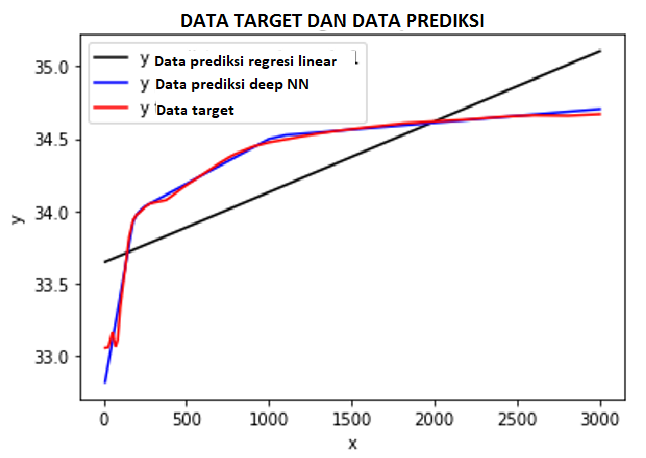 DATA TARGET DAN DATA PREDIKSI
y Data prediksi regresi linear
y Data prediksi deep NN
y Data target
35.0
34.5
34.0
33.5
33.0
y
0 500 1000 1500 2000 2500 3000
x